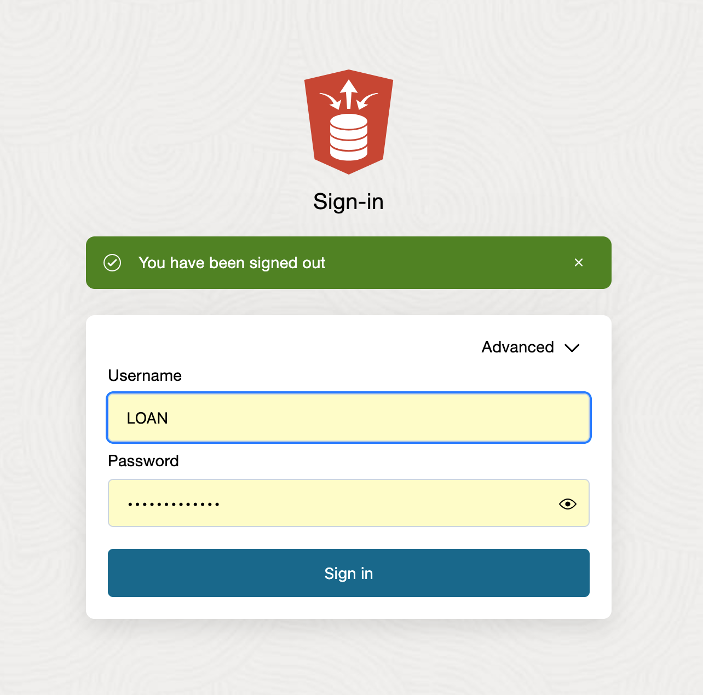 Sign-in
You have been signed out
Advanced
Username
LOAN
Password
•••••••••••••
Sign in